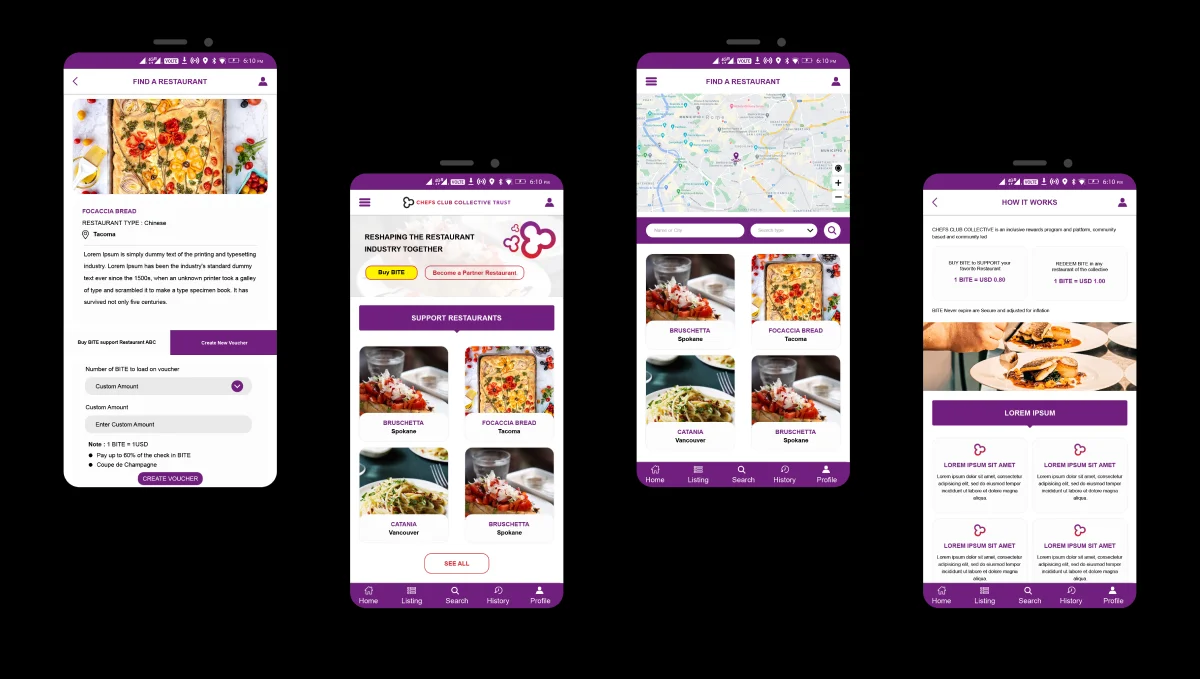 6:10 PM
FIND A RESTAURANT
FOCACCIA BREAD
RESTAURANT TYPE : Chinese
Tacoma
Lorem Ipsum is simply dummy text of the printing and typesetting
industry. Lorem Ipsum has been the industry's standard dummy
text ever since the 1500s, when an unknown printer took a galley
of type and scrambled it to make a type specimen book. It has
survived not only five centuries.
Buy BITE support Restaurant ABC
Create New Voucher
Number of BITE to load on voucher
Custom Amount
Custom Amount
Enter Custom Amount
Note : 1 BITE = 1USD
Pay up to 60% of the check in BITE
Coupe de Champagne
CREATE VOUCHER
VOLTE 6:10 PM
CHEFS CLUB COLLECTIVE TRUST
RESHAPING THE RESTAURANT
INDUSTRY TOGETHER
Buy BITE
Become a Partner Restaurant
SUPPORT RESTAURANTS
BRUSCHETTA
Spokane
FOCACCIA BREAD
Tacoma
CATANIA
Vancouver
BRUSCHETTA
Spokane
SEE ALL
Home Listing Search History Profile
VOLTE 6:10 PM
FIND A RESTAURANT
Name or City
Search type
BRUSCHETTA
Spokane
FOCACCIA BREAD
Tacoma
CATANIA
Vancouver
BRUSCHETTA
Spokane
Home Listing Search History Profile
VOLTE 6:10 PM
HOW IT WORKS
CHEFS CLUB COLLECTIVE is an inclusive rewards program and platform, community
based and community led
BUY BITE to SUPPORT your
favorite Restaurant
1 BITE = USD 0.80
REDEEM BITE in any
restaurant of the collective
1 BITE = USD 1.00
BITE Never expire are Secure and adjusted for inflation
LOREM IPSUM
LOREM IPSUM SIT AMET
Lorem ipsum dolor sit amet, consectetur
adipisicing elit, sed do eiusmod tempor
incididunt ut labore et dolore magna
aliqua.
LOREM IPSUM SIT AMET
Lorem ipsum dolor sit amet, consectetur
adipisicing elit, sed do eiusmod tempor
incididunt ut labore et dolore magna
aliqua.
LOREM IPSUM SIT AMET
Lorem ipsum dolor sit amet, consectetur
adipisicing elit, sed do eiusmod tempor
incididunt ut labore et dolore magna
aliqua.
LOREM IPSUM SIT AMET
Lorem ipsum dolor sit amet, consectetur
adipisicing elit, sed do eiusmod tempor
incididunt ut labore et dolore magna
aliqua.
Home Listing Search History Profile